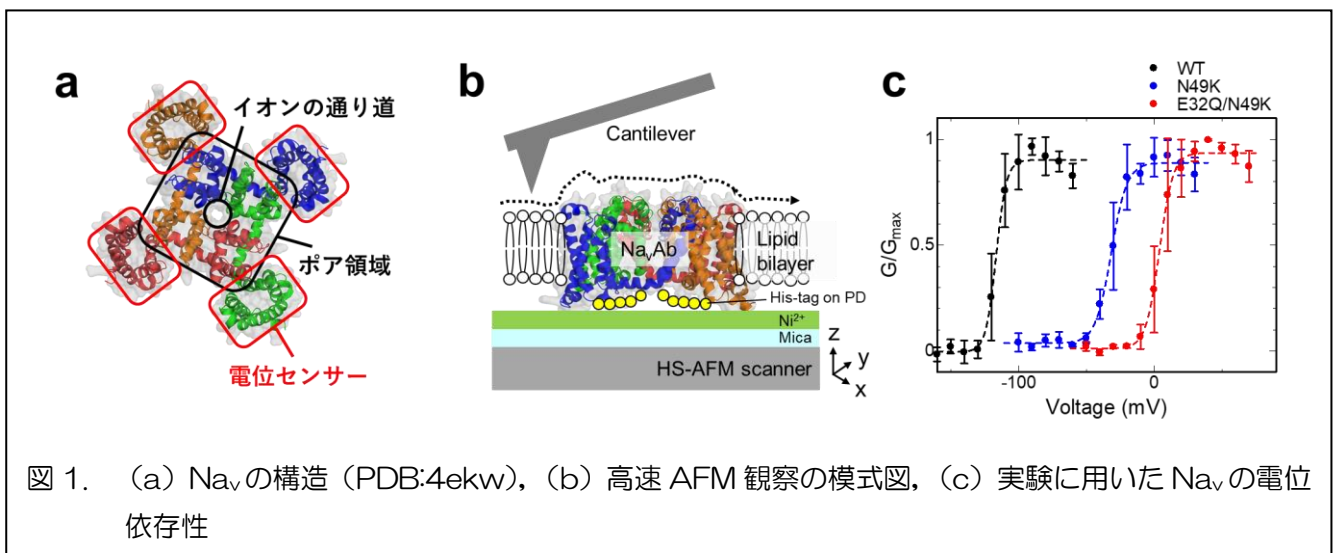 a
イオンの通り道
ポア領域
電位センサー
b
Cantilever
NavAb
Lipid
bilayer
His-tag on PD
Ni2+
Mica
HS-AFM scanner
z
y
x
c
WT
N49K
E32Q/N49K
1
0.5
0
G/Gmax
-100
0
Voltage (mV)
図 1. (a) Navの構造(PDB:4ekw), (b) 高速 AFM 観察の模式図, (c) 実験に用いた Navの電位
依存性